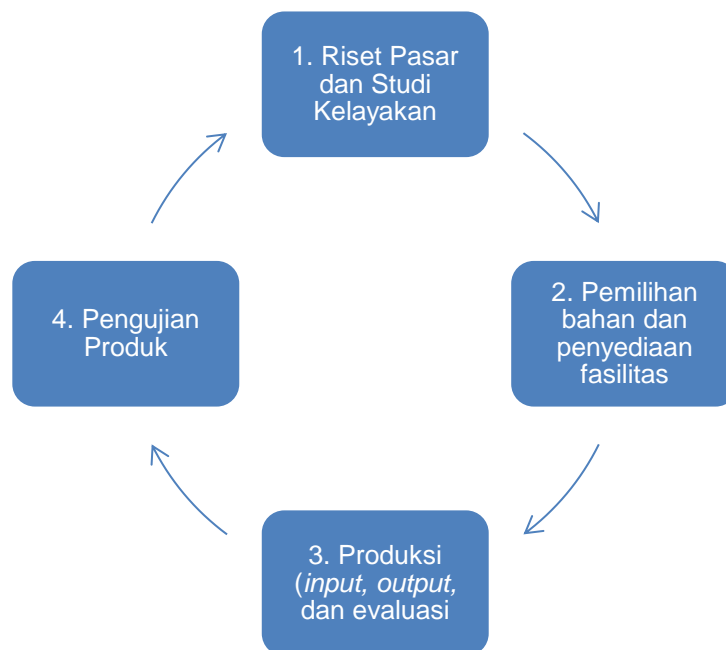 1. Riset Pasar
dan Studi
Kelayakan
2. Pemilihan
bahan dan
penyediaan
fasilitas
3. Produksi
(input, output,
dan evaluasi
4. Pengujian
Produk